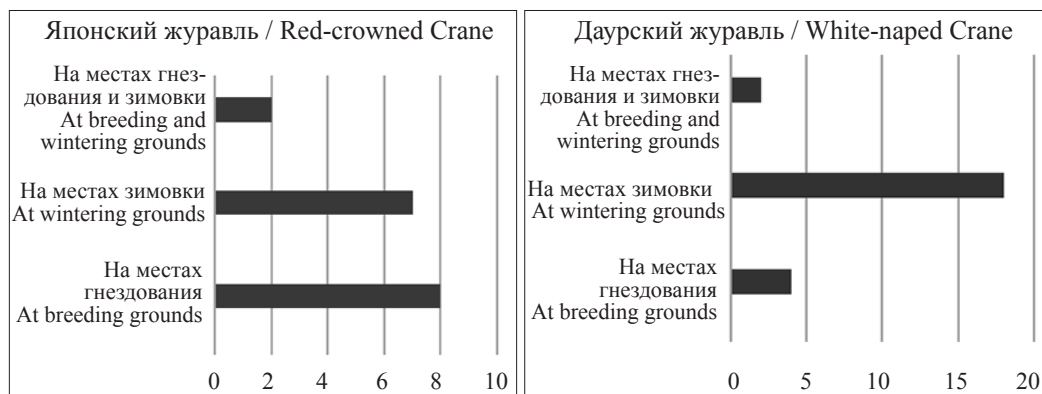 Японский журавль / Red-crowned Crane
На местах гнез-
дования и зимовки
At breeding and
wintering grounds
На местах зимовки
At wintering grounds
На местах
гнездования
At breeding grounds
0 2 4 6 8 10
Даурский журавль / White-naped Crane
На местах гнез-
дования и зимовки
At breeding and
wintering grounds
На местах зимовки
At wintering grounds
На местах
гнездования
At breeding grounds
0 5 10 15 20